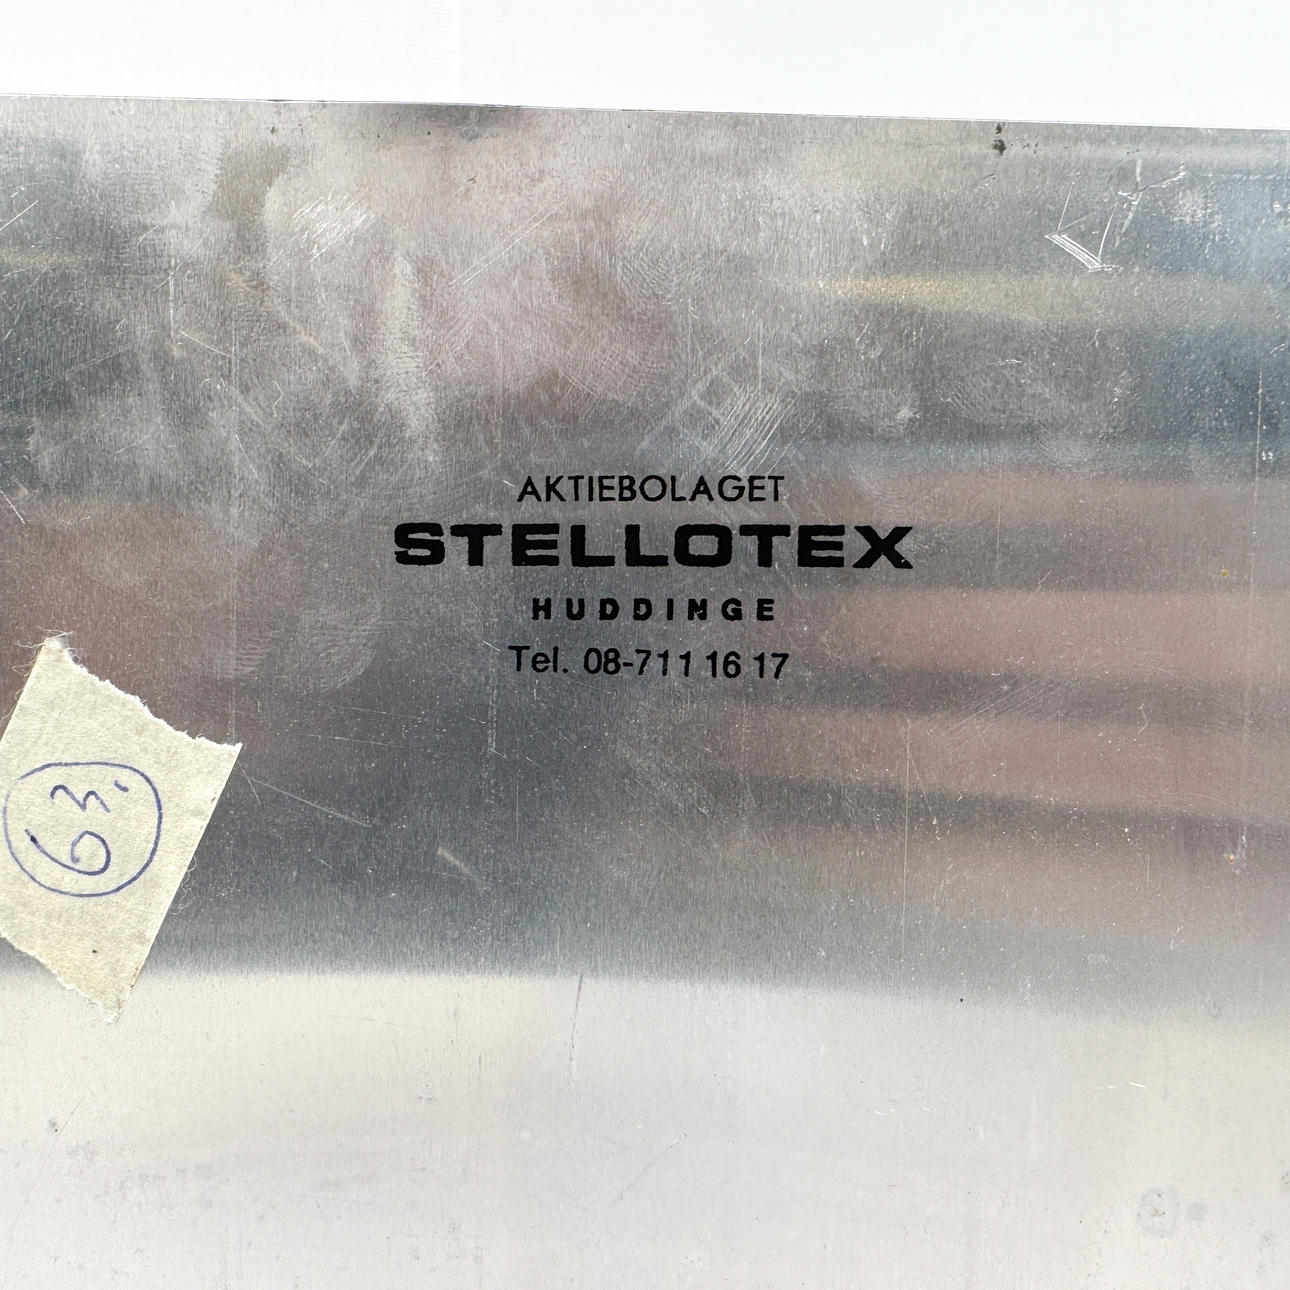 AKTIEBOLAGET
STELLOTEX
HUDDINGE
Tel. 08-711 16 17
63.